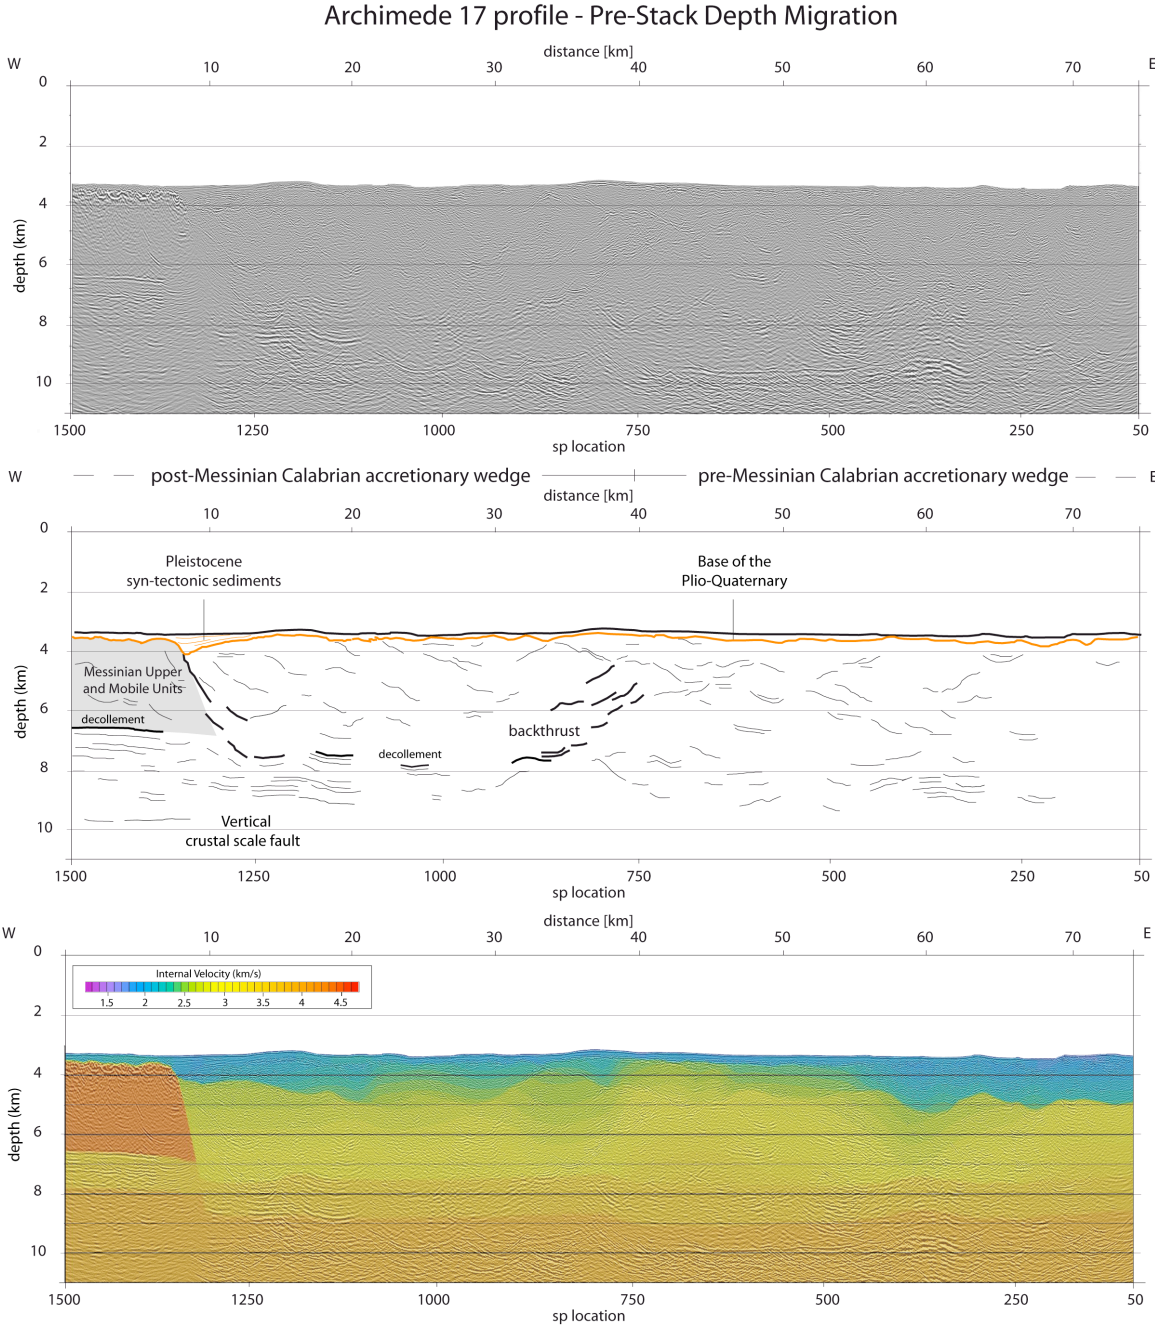 Archimede 17 profile - Pre-Stack Depth Migration
distance [km]
W 10 20 30 40 50 60 70 E
0
2
4
6
8
10
depth (km)
1500 1250 1000 750 500 250 50
sp location
W post-Messinian Calabrian accretionary wedge pre-Messinian Calabrian accretionary wedge E
distance [km]
10 20 30 40 50 60 70
0
2
4
6
8
10
depth (km)
Pleistocene
syn-tectonic sediments
Base of the
Plio-Quaternary
Messinian Upper
and Mobile Units
decollement
backthrust
decollement
Vertical
crustal scale fault
1500 1250 1000 750 500 250 50
sp location
distance [km]
W 10 20 30 40 50 60 70 E
0
2
4
6
8
10
depth (km)
Internal Velocity (km/s)
1.5 2 2.5 3 3.5 4 4.5
1500 1250 1000 750 500 250 50
sp location